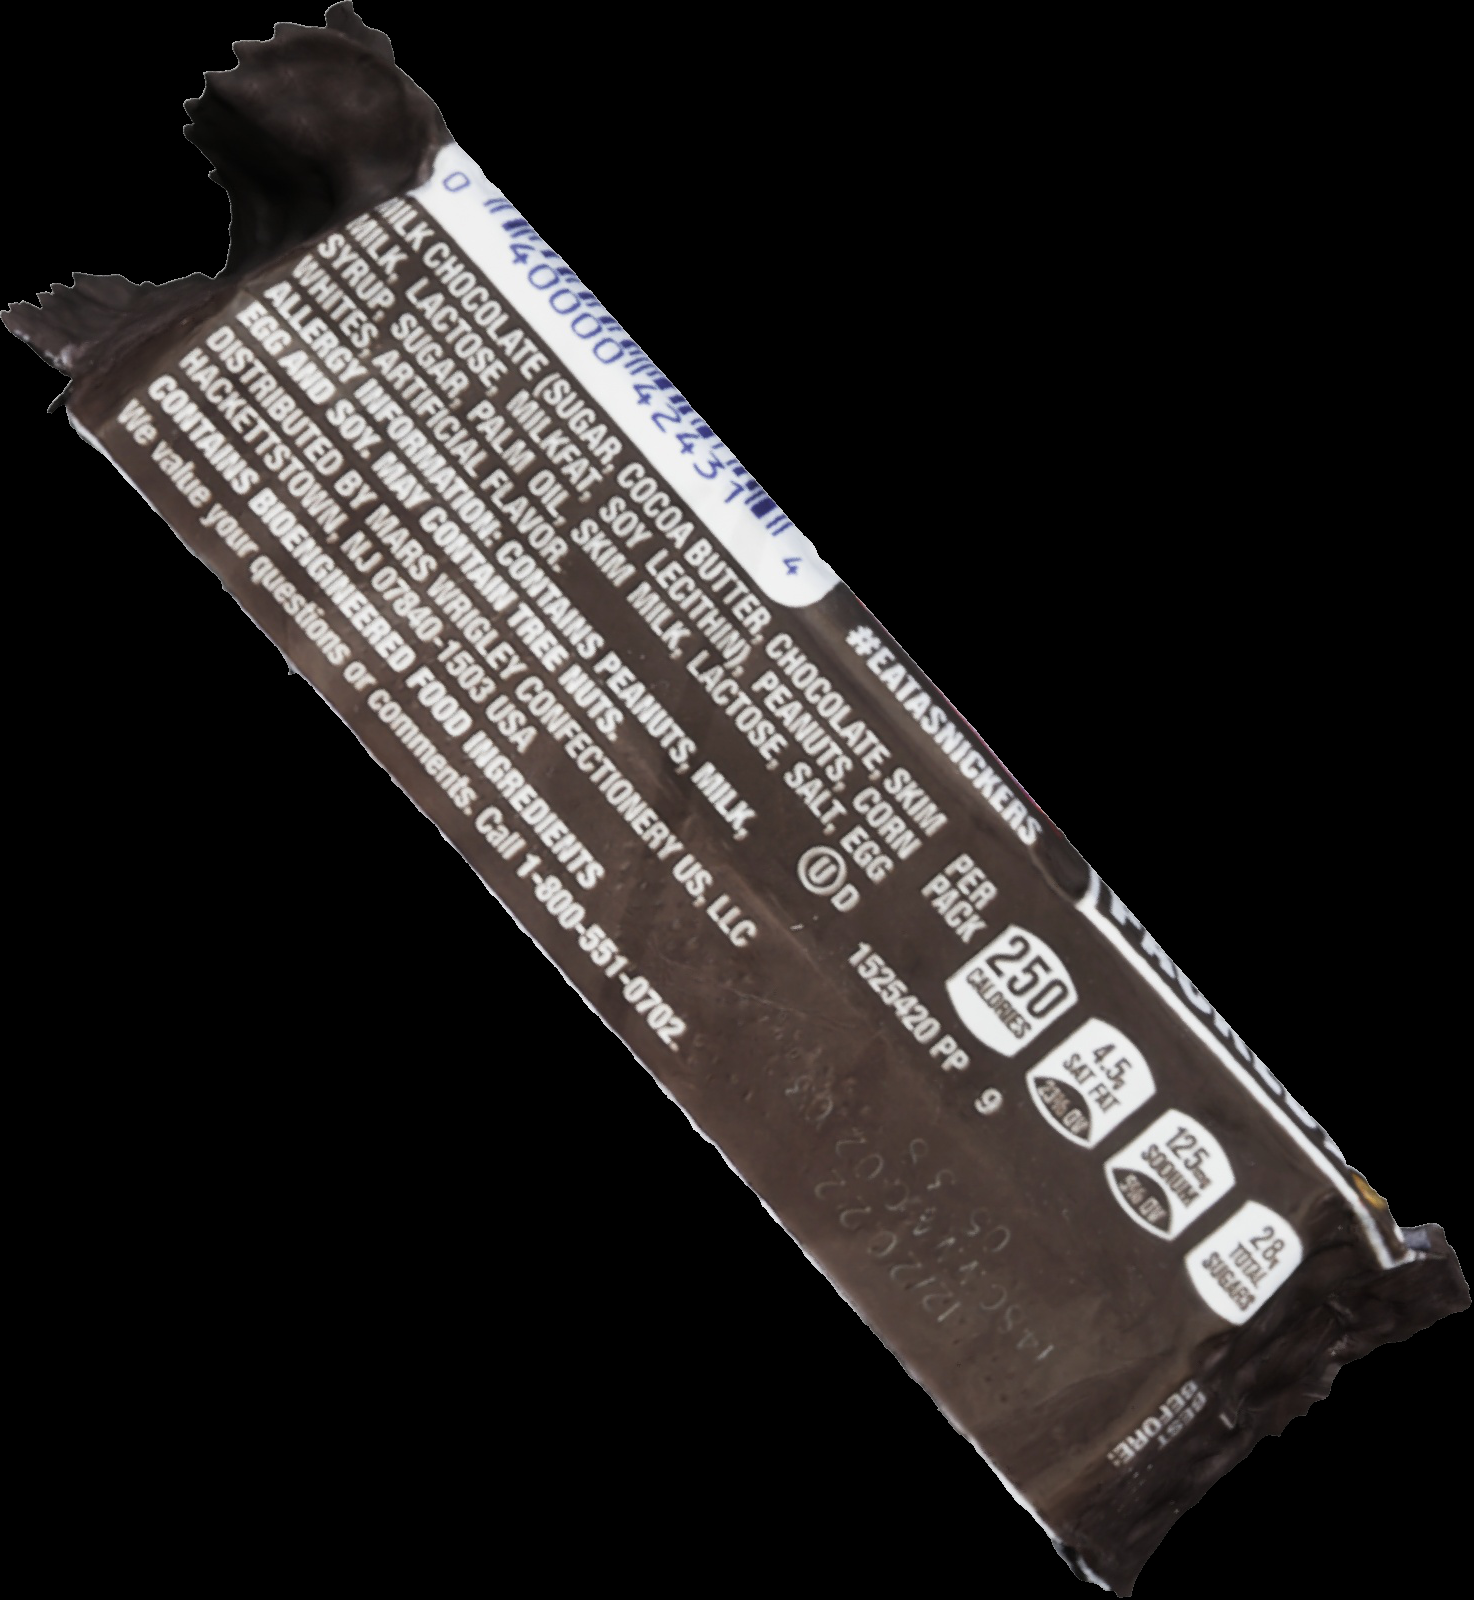 0 40000 42431 4
MILK CHOCOLATE (SUGAR, COCOA BUTTER, CHOCOLATE, SKIM
MILK, LACTOSE, MILKFAT, SOY LECITHIN), PEANUTS, CORN
SYRUP, SUGAR, PALM OIL, SKIM MILK, LACTOSE, SALT, EGG
WHITES, ARTIFICIAL FLAVOR.
ALLERGY INFORMATION: CONTAINS PEANUTS, MILK,
EGG AND SOY. MAY CONTAIN TREE NUTS.
DISTRIBUTED BY MARS WRIGLEY CONFECTIONERY US, LLC
HACKETTSTOWN, NJ 07840-1503 USA
CONTAINS BIOENGINEERED FOOD INGREDIENTS
We value your questions or comments. Call 1-800-551-0702.
U D
1525420 PP 9
#EATASNICKERS
PER
PACK
250
CALORIES
4.5g
SAT FAT
23% DV
125mg
SODIUM
5% DV
28g
TOTAL
SUGARS
BEST
BEFORE: